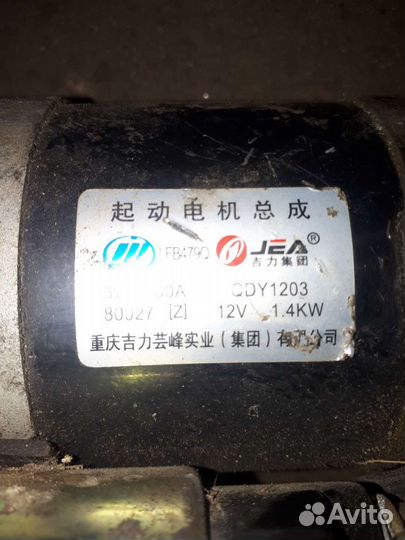 起动电机总成
LFB479Q JEA®
吉力集团
QDY1203
80027 [Z] 12V 1.4KW
重庆吉力芸峰实业(集团)有限公司
Avito